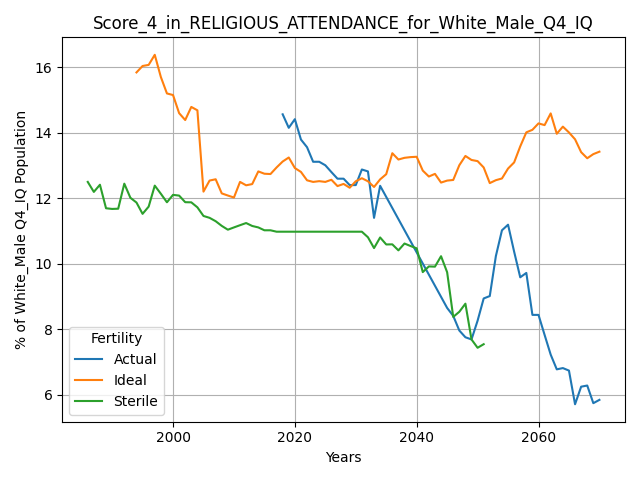 Score_4_in_RELIGIOUS_ATTENDANCE_for_White_Male_Q4_IQ
% of White_Male Q4_IQ Population
16
14
12
10
8
6
Fertility
Actual
Ideal
Sterile
2000 2020 2040 2060
Years